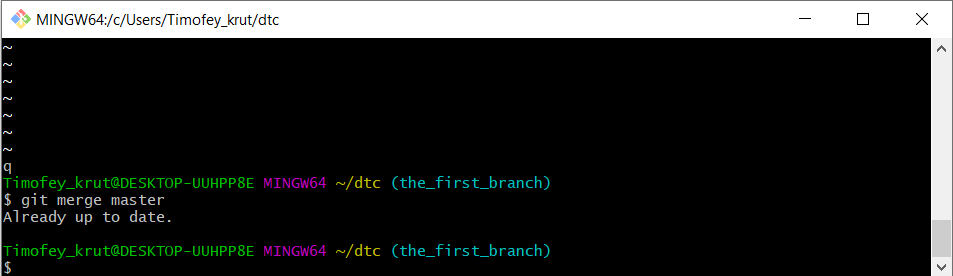 MINGW64:/c/Users/Timofey_krut/dtc
~
~
~
~
~
~
~
q
Timofey_krut@DESKTOP-UUHPP8E MINGW64 ~/dtc (the_first_branch)
$ git merge master
Already up to date.
Timofey_krut@DESKTOP-UUHPP8E MINGW64 ~/dtc (the_first_branch)
$